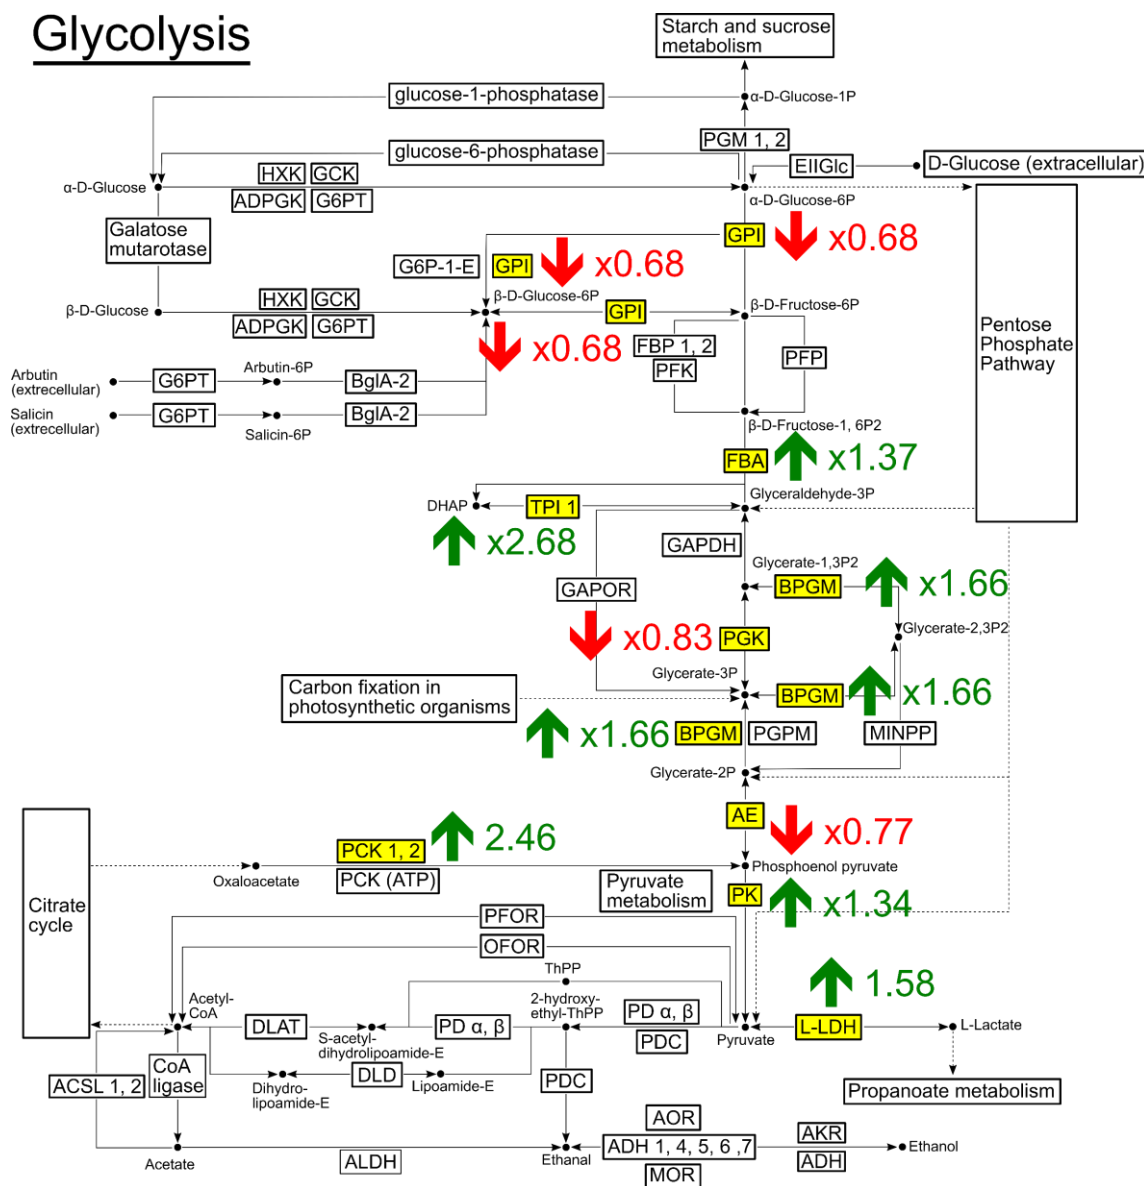 Glycolysis
Starch and sucrose
metabolism
glucose-1-phosphatase
α-D-Glucose-1P
PGM 1, 2
glucose-6-phosphatase
EIIGlc
D-Glucose (extracellular)
HXK
GCK
α-D-Glucose
ADPGK
G6PT
α-D-Glucose-6P
Galatose
mutarotase
GPI
x0.68
G6P-1-E
GPI
x0.68
β-D-Glucose-6P
β-D-Fructose-6P
HXK
GCK
β-D-Glucose
ADPGK
G6PT
GPI
x0.68
FBP 1, 2
PFK
PFP
Pentose
Phosphate
Pathway
Arbutin
(extrecellular)
G6PT
Arbutin-6P
BglA-2
Salicin
(extrecellular)
G6PT
Salicin-6P
BglA-2
β-D-Fructose-1, 6P2
FBA
x1.37
Glyceraldehyde-3P
DHAP
TPI 1
x2.68
GAPDH
Glycerate-1,3P2
GAPOR
BPGM
x1.66
Glycerate-2,3P2
x0.83
PGK
Glycerate-3P
Carbon fixation in
photosynthetic organisms
BPGM
x1.66
x1.66
BPGM
PGPM
MINPP
Glycerate-2P
AE
x0.77
Citrate
cycle
PCK 1, 2
2.46
Oxaloacetate
PCK (ATP)
Phosphoenol pyruvate
Pyruvate
metabolism
PK
x1.34
PFOR
OFOR
ThPP
1.58
Acetyl-
CoA
2-hydroxy-
ethyl-ThPP
DLAT
S-acetyl-
dihydrolipoamide-E
PD α, β
PD α, β
PDC
Pyruvate
L-LDH
L-Lactate
ACSL 1, 2
CoA
ligase
Dihydro-
lipoamide-E
DLD
Lipoamide-E
PDC
Propanoate metabolism
AOR
AKR
Acetate
ALDH
Ethanal
ADH 1, 4, 5, 6 ,7
Ethanol
MOR
ADH